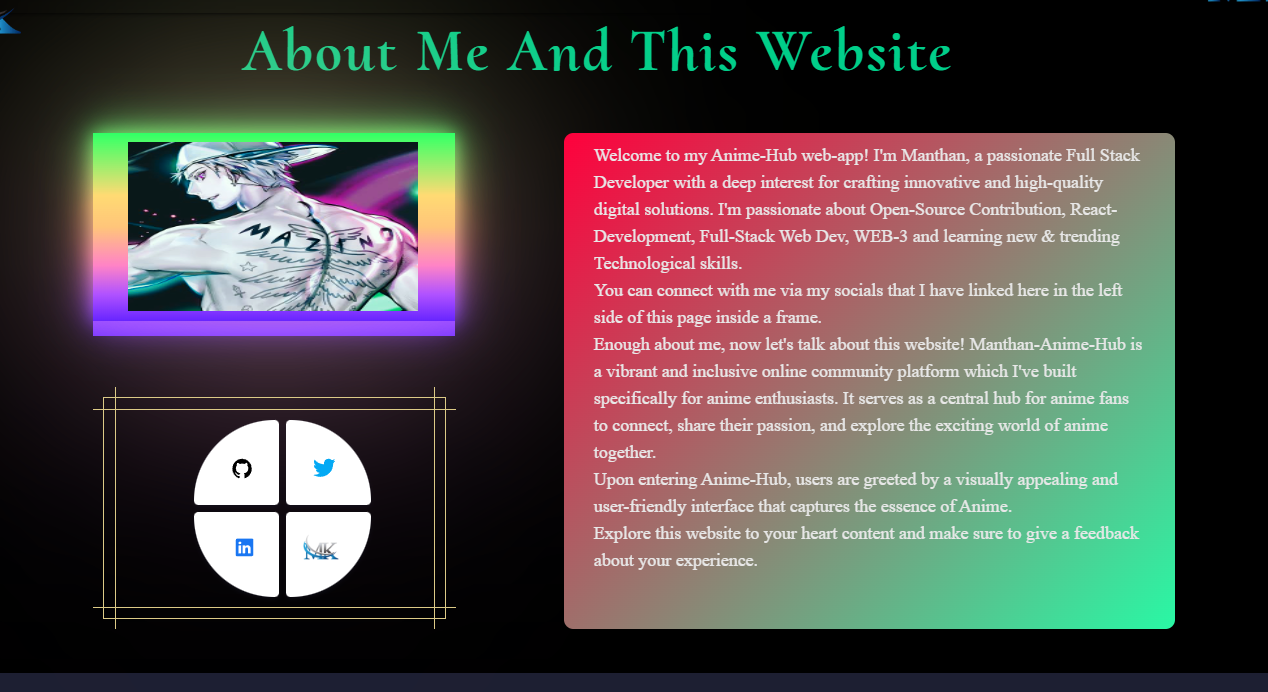 About Me And This Website
MAZINO
in
MK
Welcome to my Anime-Hub web-app! I'm Manthan, a passionate Full Stack
Developer with a deep interest for crafting innovative and high-quality
digital solutions. I'm passionate about Open-Source Contribution, React-
Development, Full-Stack Web Dev, WEB-3 and learning new & trending
Technological skills.
You can connect with me via my socials that I have linked here in the left
side of this page inside a frame.
Enough about me, now let's talk about this website! Manthan-Anime-Hub is
a vibrant and inclusive online community platform which I've built
specifically for anime enthusiasts. It serves as a central hub for anime fans
to connect, share their passion, and explore the exciting world of anime
together.
Upon entering Anime-Hub, users are greeted by a visually appealing and
user-friendly interface that captures the essence of Anime.
Explore this website to your heart content and make sure to give a feedback
about your experience.